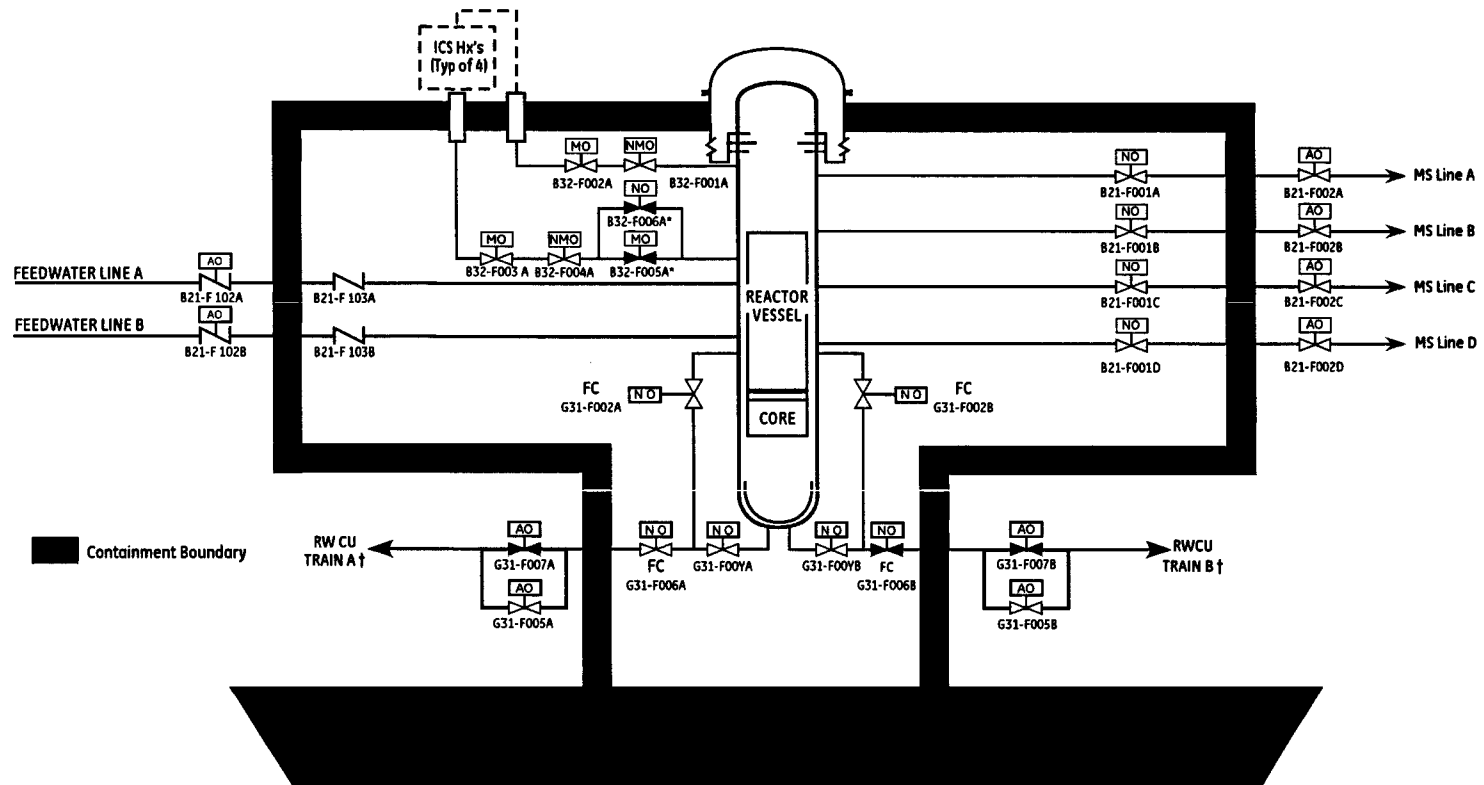 ICS Hx's
(Typ of 4)
MO
NMO
B32-F002A
B32-F001A
NO
B32-F006A*
MO
NMO
MO
B32-F003 A
B32-F004A
B32-F005A*
NO
B21-F001A
AO
B21-F002A
MS Line A
NO
B21-F001B
AO
B21-F002B
MS Line B
NO
B21-F001C
AO
B21-F002C
MS Line C
NO
B21-F001D
AO
B21-F002D
MS Line D
FEEDWATER LINE A
AO
B21-F 102A
B21-F 103A
FEEDWATER LINE B
AO
B21-F 102B
B21-F 103B
REACTOR
VESSEL
CORE
FC
G31-F002A
N O
FC
G31-F002B
N O
Containment Boundary
RW CU
TRAIN A †
AO
G31-F007A
AO
G31-F005A
N O
FC
G31-F006A
N O
G31-F00YA
N O
G31-F00YB
NO
FC
G31-F006B
AO
G31-F007B
AO
G31-F005B
RWCU
TRAIN B †